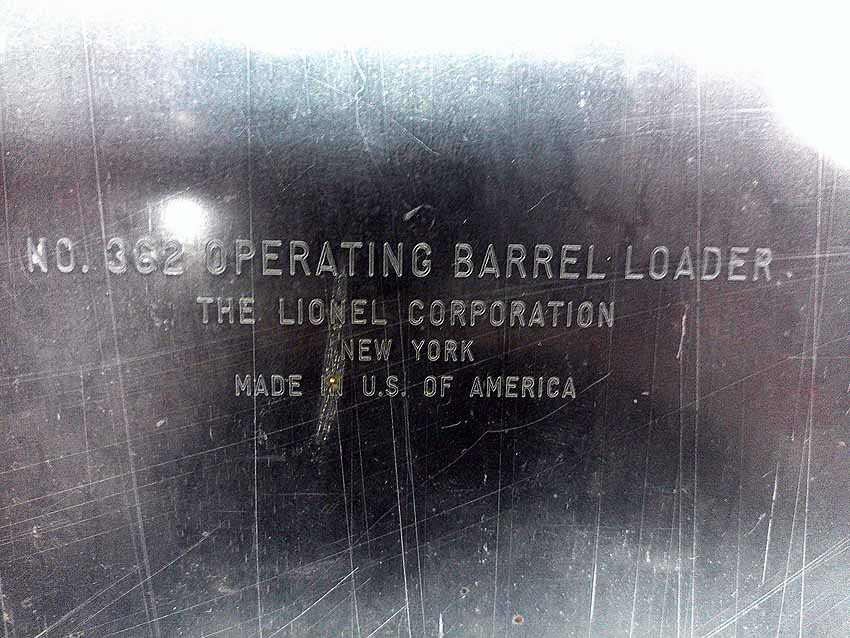 NO. 362 OPERATING BARREL LOADER
THE LIONEL CORPORATION
NEW YORK
MADE IN U.S. OF AMERICA